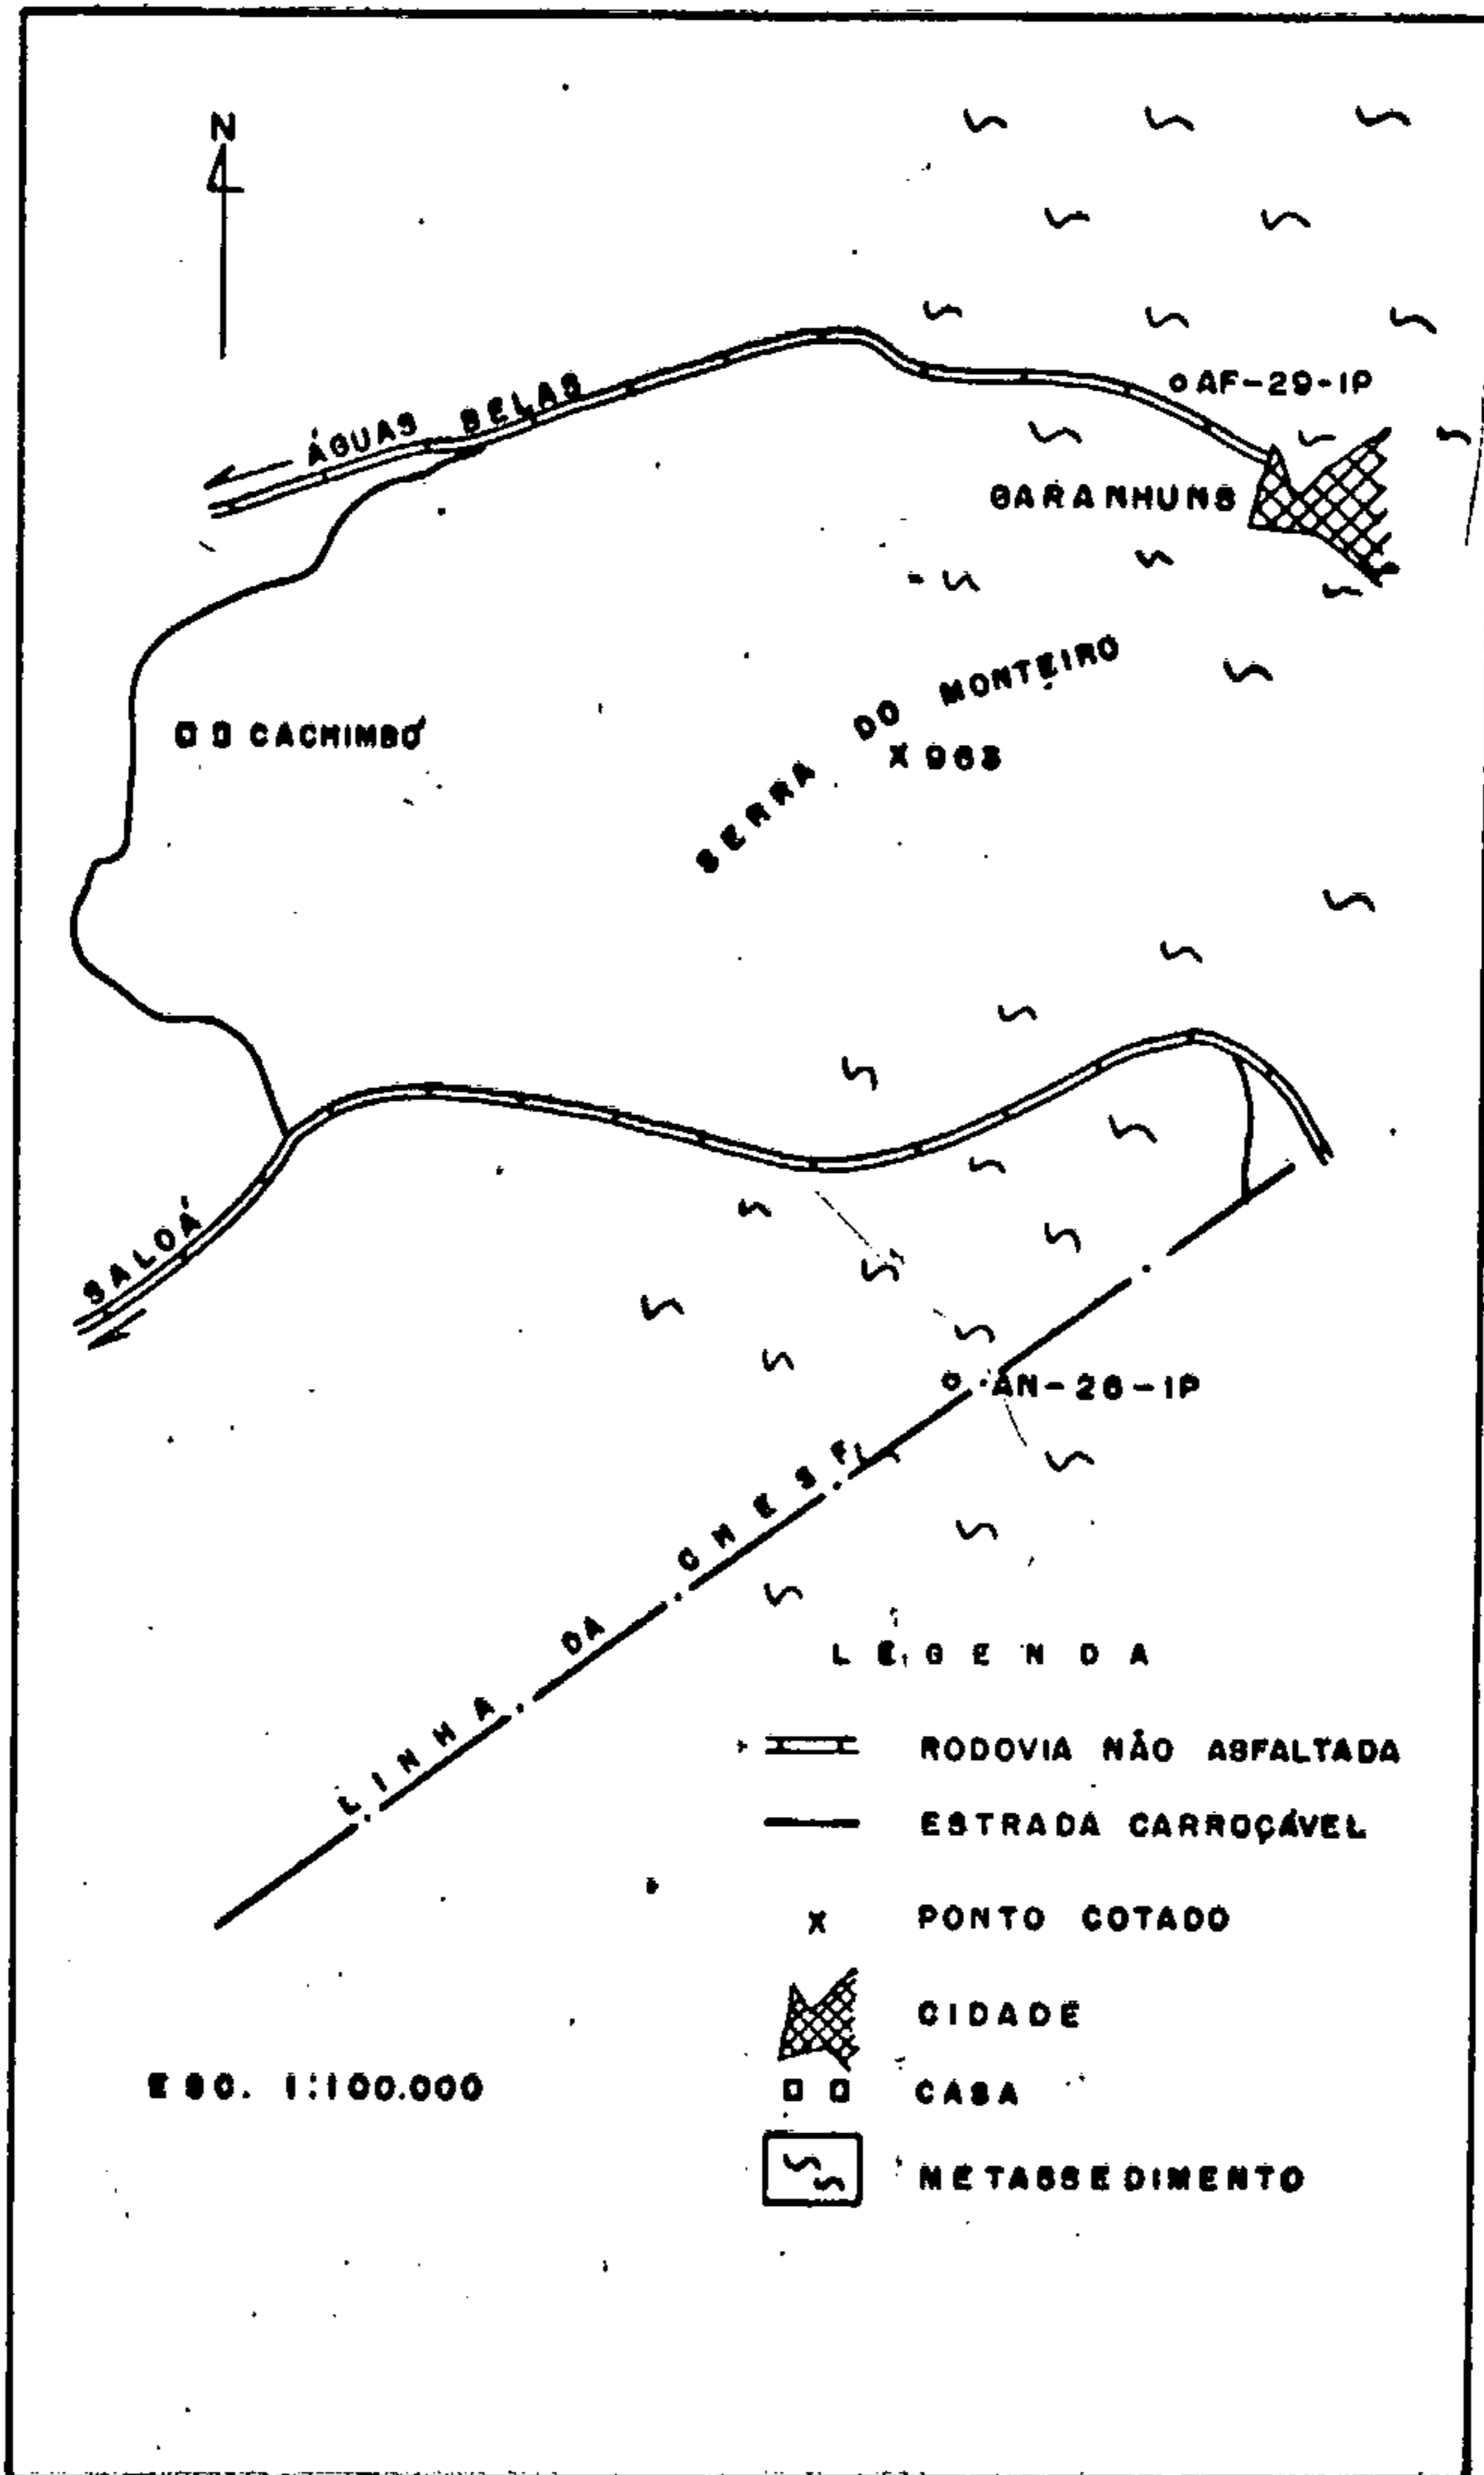 N
ÁGUAS BELAS
AF-29-IP
GARANHUNS
SERRA DO MONTEIRO
X 963
CACHIMBO
SALOÁ
AN-26-IP
LINHA DA CHESF
LEGENDA
RODOVIA NÃO ASFALTADA
ESTRADA CARROÇÁVEL
X PONTO COTADO
CIDADE
CASA
METASSEDIMENTO
ESC. 1:100.000